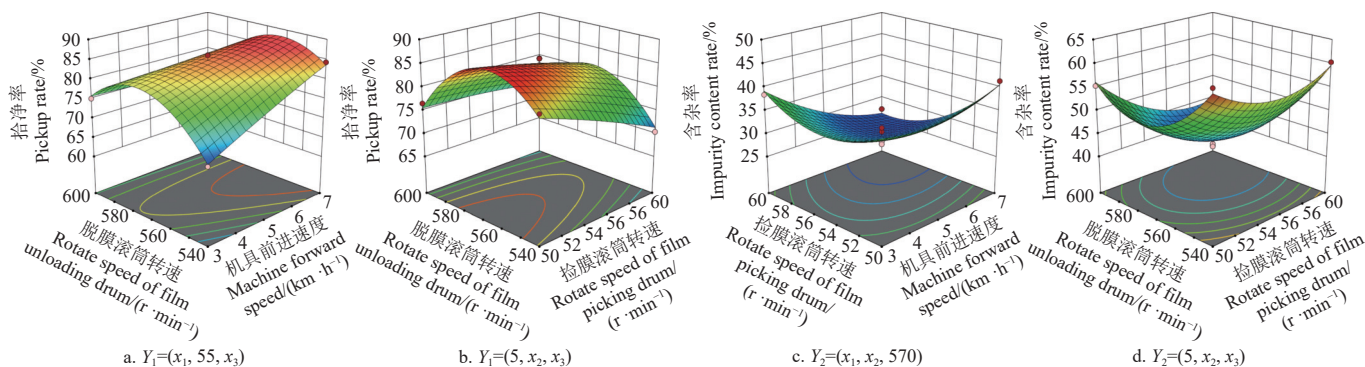 90
85
80
75
70
65
60
拾净率
Pickup rate/%
600
580
560
540
脱膜滚筒转速
Rotate speed of film
unloading drum/(r ·min⁻¹)
3
4
5
6
7
机具前进速度
Machine forward
speed/(km ·h⁻¹)
a. Y₁=(x₁, 55, x₃)
90
85
80
75
70
65
拾净率
Pickup rate/%
600
580
560
540
脱膜滚筒转速
Rotate speed of film
unloading drum/(r ·min⁻¹)
50
52
54
56
56
60
捡膜滚筒转速
Rotate speed of film
picking drum/
(r ·min⁻¹)
b. Y₁=(5, x₂, x₃)
50
45
40
35
30
25
含杂率
Impurity content rate/%
60
58
56
54
52
50
捡膜滚筒转速
Rotate speed of film
picking drum/
(r ·min⁻¹)
3
4
5
6
7
机具前进速度
Machine forward
speed/(km ·h⁻¹)
c. Y₂=(x₁, x₂, 570)
65
60
55
50
45
40
含杂率
Impurity content rate/%
600
580
560
540
脱膜滚筒转速
Rotate speed of film
unloading drum/(r ·min⁻¹)
50
52
54
56
58
60
捡膜滚筒转速
Rotate speed of film
picking drum/
(r ·min⁻¹)
d. Y₂=(5, x₂, x₃)